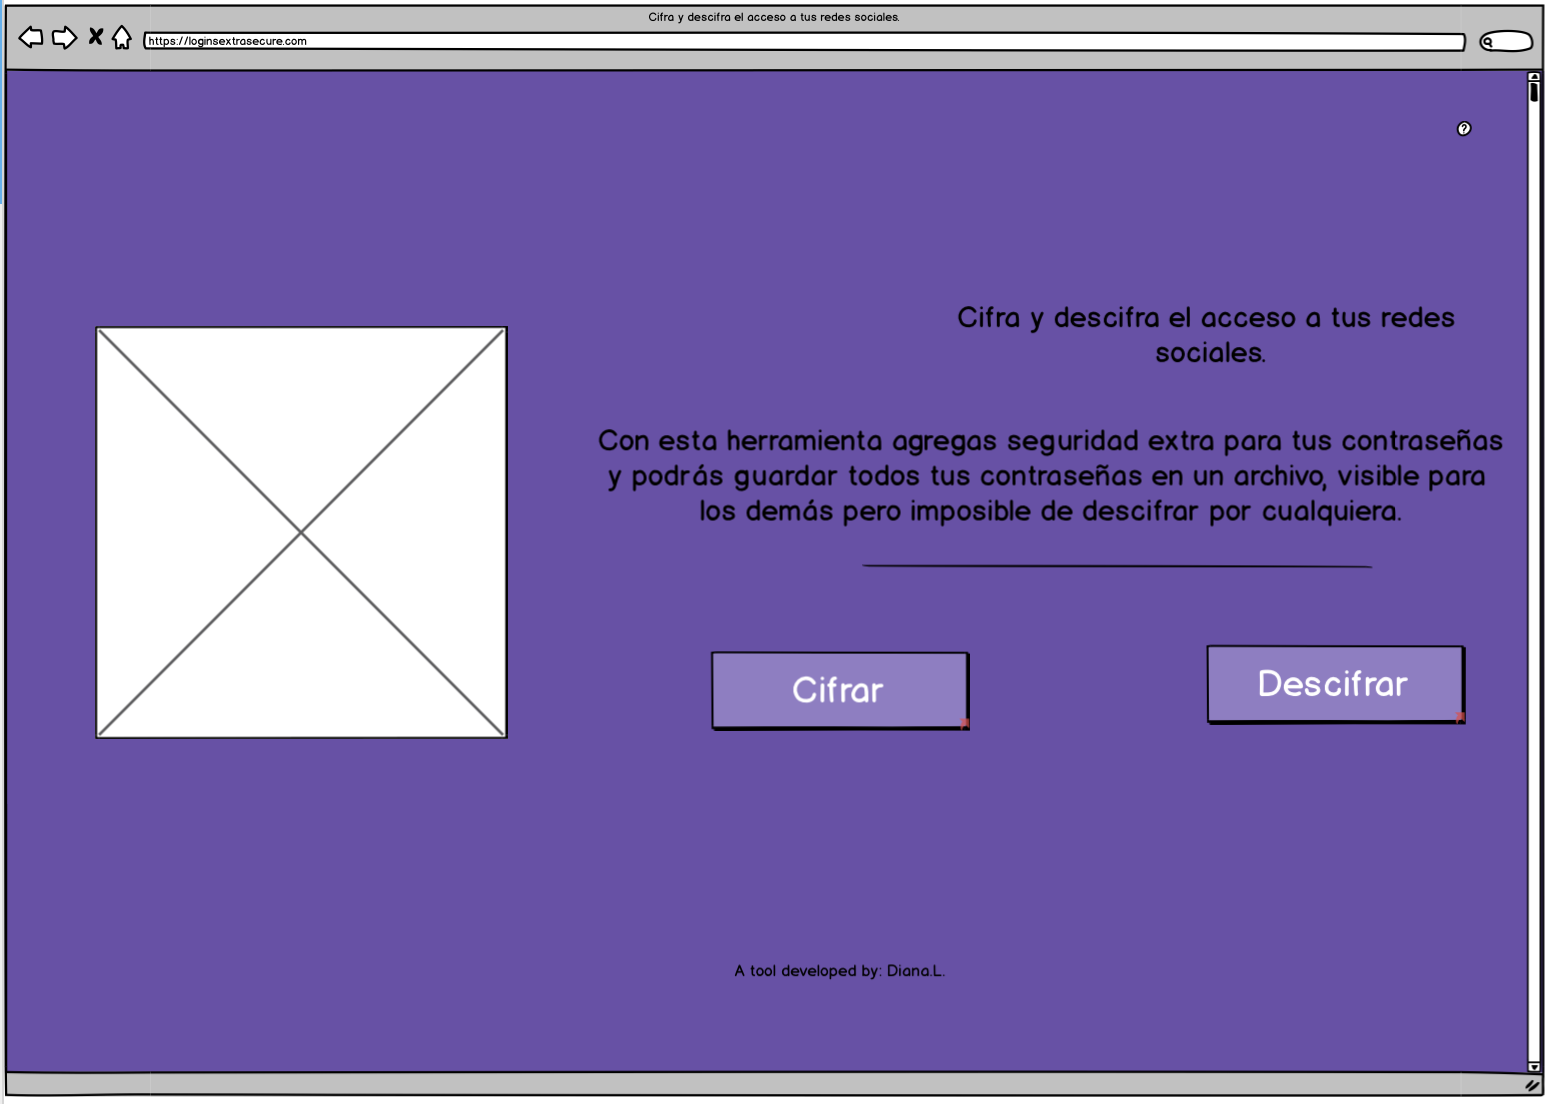 Cifra y descifra el acceso a tus redes sociales.
https://loginsextrasecure.com
?
Cifra y descifra el acceso a tus redes
sociales.
Con esta herramienta agregas seguridad extra para tus contraseñas
y podrás guardar todos tus contraseñas en un archivo, visible para
los demás pero imposible de descifrar por cualquiera.
Cifrar
Descifrar
A tool developed by: Diana.L.